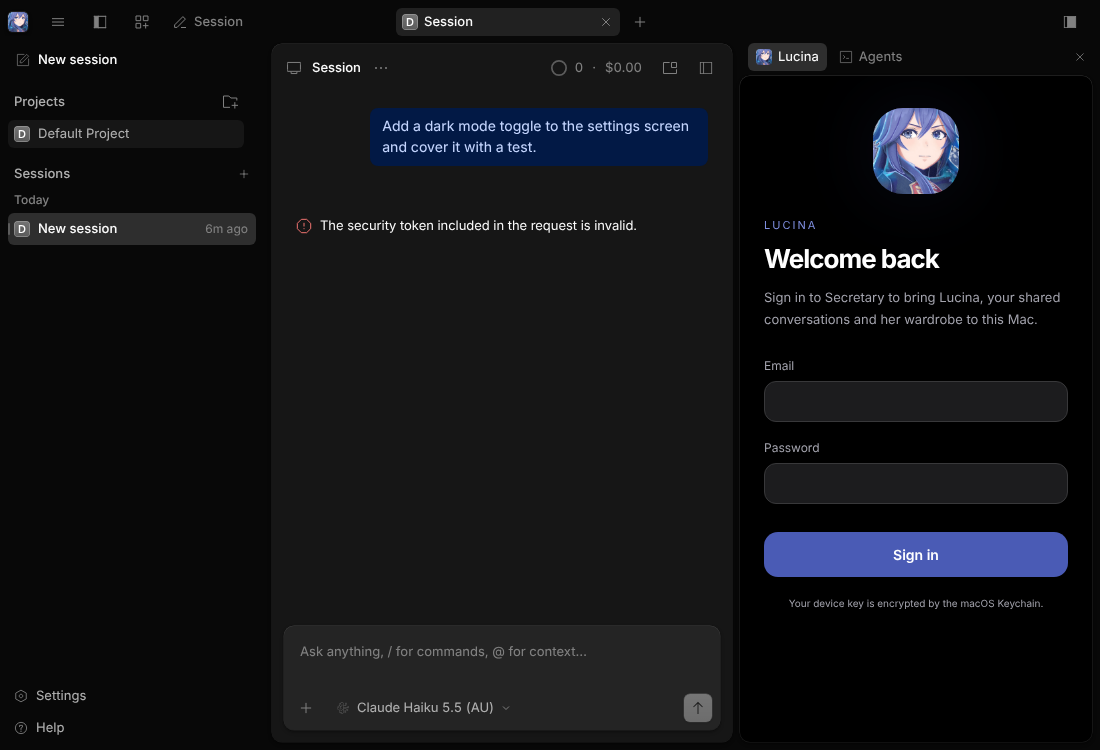 Session
D Session
New session
Projects
D Default Project
Sessions
Today
D New session 6m ago
Settings
Help
Session
0 · $0.00
Add a dark mode toggle to the settings screen
and cover it with a test.
The security token included in the request is invalid.
Ask anything, / for commands, @ for context...
Claude Haiku 5.5 (AU)
Lucina
Agents
LUCINA
Welcome back
Sign in to Secretary to bring Lucina, your shared
conversations and her wardrobe to this Mac.
Email
Password
Sign in
Your device key is encrypted by the macOS Keychain.